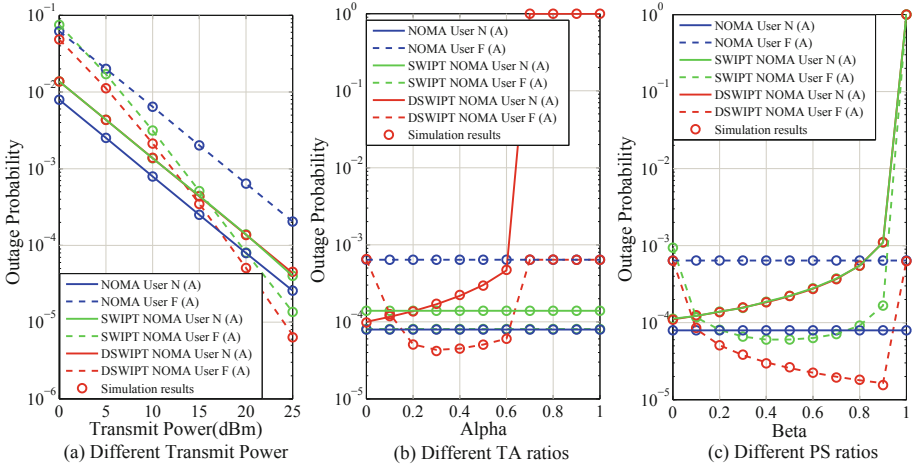 10^-1
10^-2
10^-3
10^-4
10^-5
10^-6
Outage Probability
NOMA User N (A)
NOMA User F (A)
SWIPT NOMA User N (A)
SWIPT NOMA User F (A)
DSWIPT NOMA User N (A)
DSWIPT NOMA User F (A)
Simulation results
0 5 10 15 20 25
Transmit Power(dBm)
(a) Different Transmit Power
10^0
10^-1
10^-2
10^-3
10^-4
10^-5
Outage Probability
NOMA User N (A)
NOMA User F (A)
SWIPT NOMA User N (A)
SWIPT NOMA User F (A)
DSWIPT NOMA User N (A)
DSWIPT NOMA User F (A)
Simulation results
0 0.2 0.4 0.6 0.8 1
Alpha
(b) Different TA ratios
10^0
10^-1
10^-2
10^-3
10^-4
10^-5
Outage Probability
NOMA User N (A)
NOMA User F (A)
SWIPT NOMA User N (A)
SWIPT NOMA User F (A)
DSWIPT NOMA User N (A)
DSWIPT NOMA User F (A)
Simulation results
0 0.2 0.4 0.6 0.8 1
Beta
(c) Different PS ratios